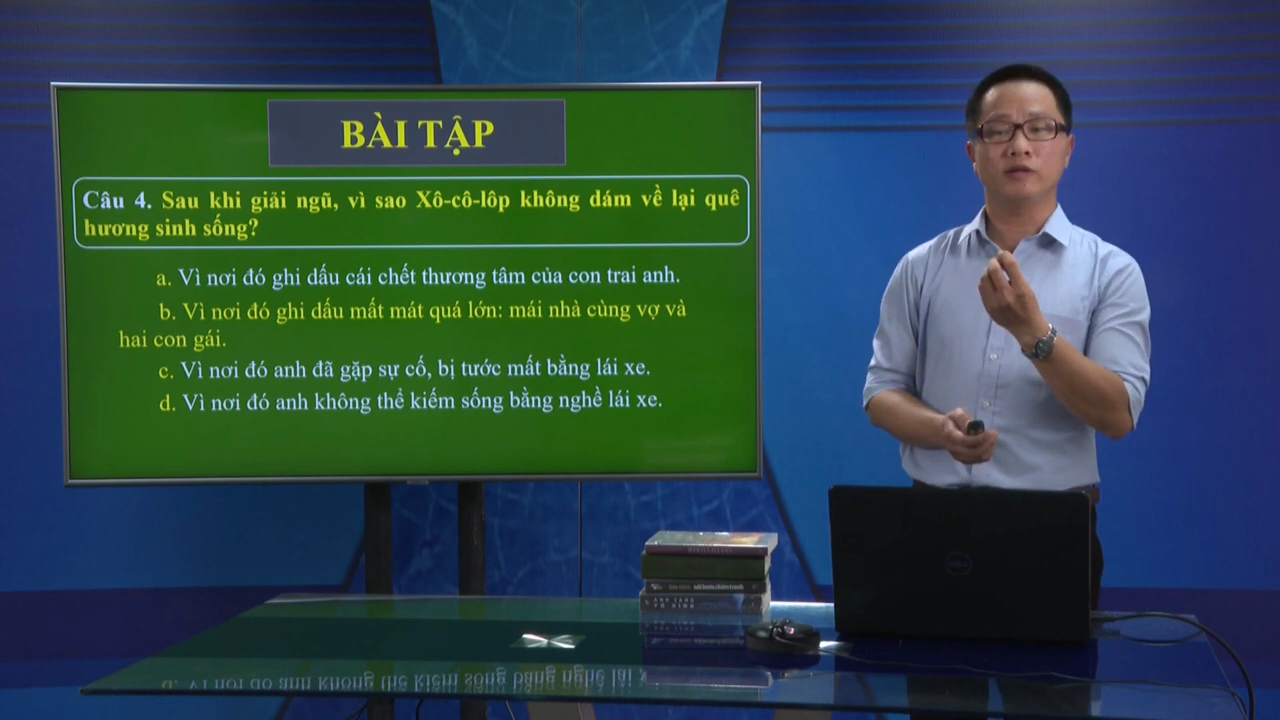 BÀI TẬP
Câu 4. Sau khi giải ngũ, vì sao Xô-cô-lôp không dám về lại quê
hương sinh sống?
a. Vì nơi đó ghi dấu cái chết thương tâm của con trai anh.
b. Vì nơi đó ghi dấu mất mát quá lớn: mái nhà cùng vợ và
hai con gái.
c. Vì nơi đó anh đã gặp sự cố, bị tước mất bằng lái xe.
d. Vì nơi đó anh không thể kiếm sống bằng nghề lái xe.
DELL